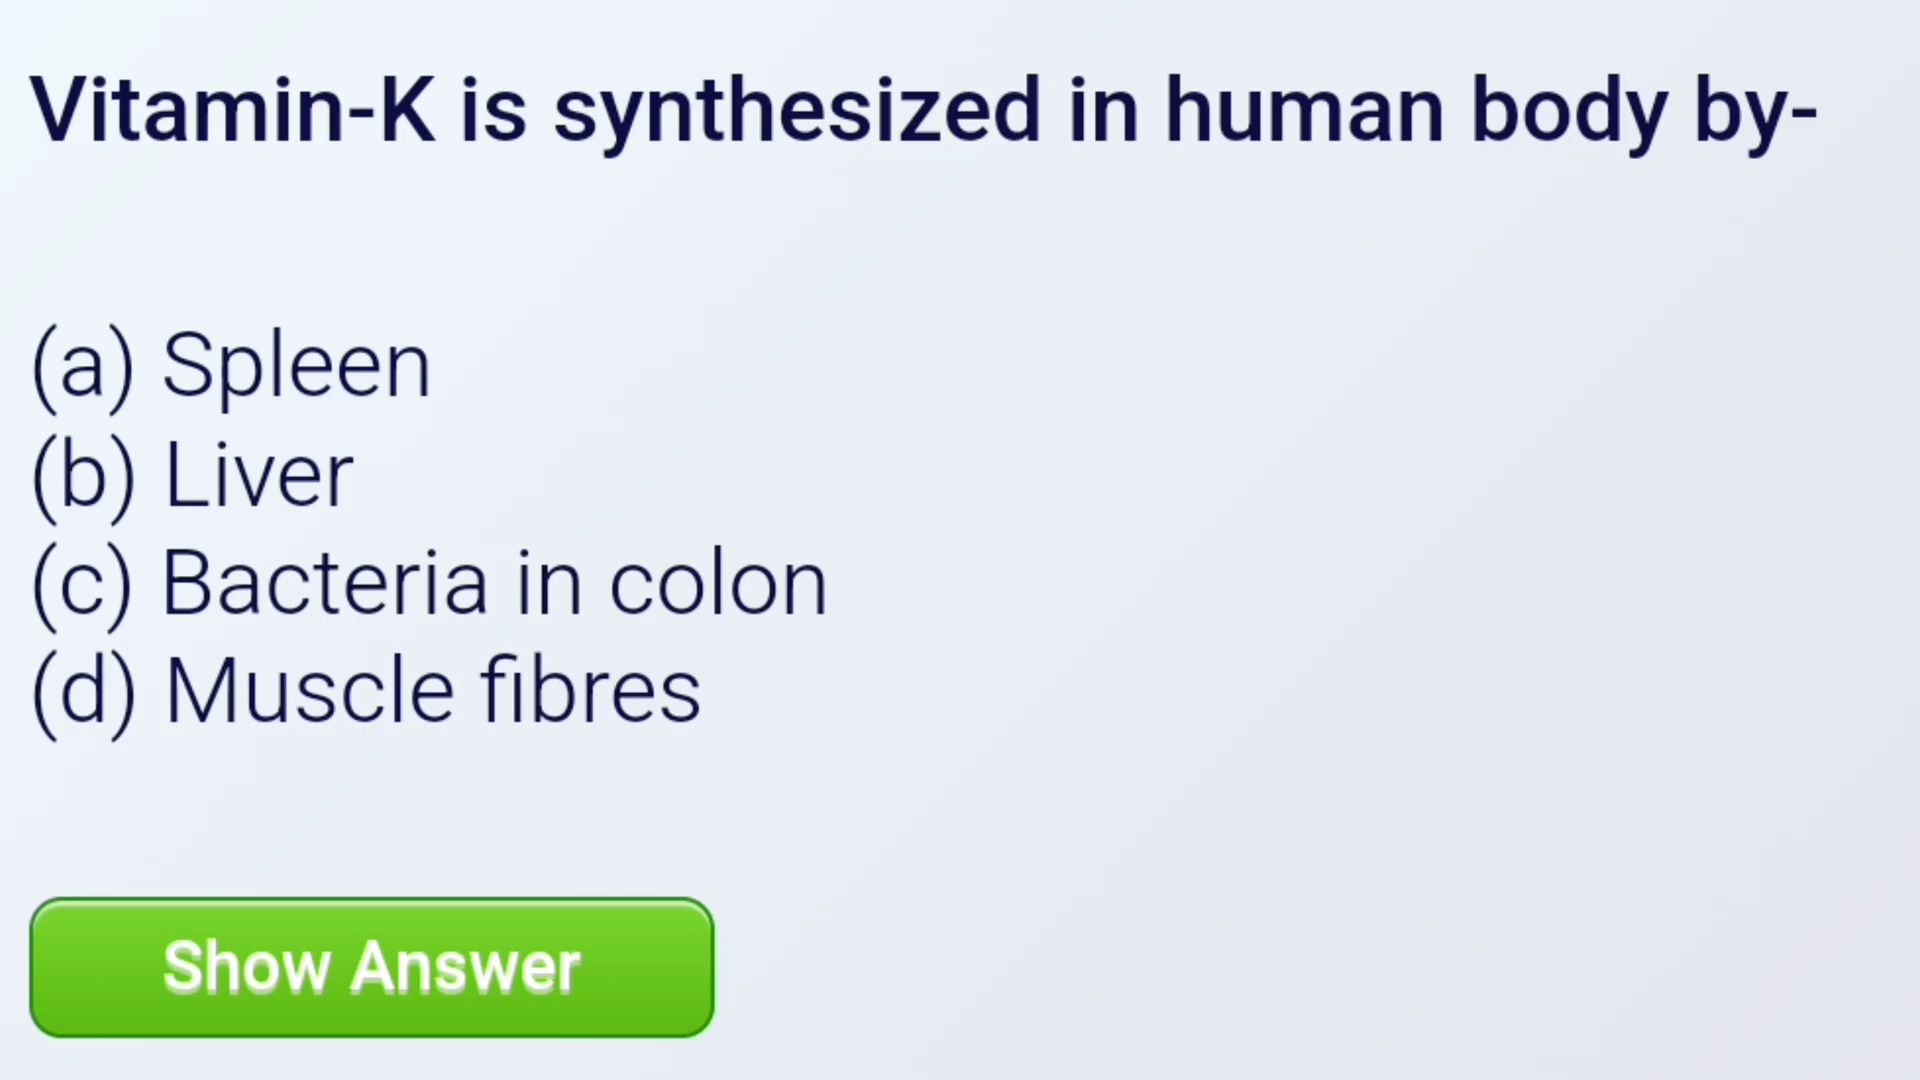 Vitamin-K is synthesized in human body by-
(a) Spleen
(b) Liver
(c) Bacteria in colon
(d) Muscle fibres
Show Answer